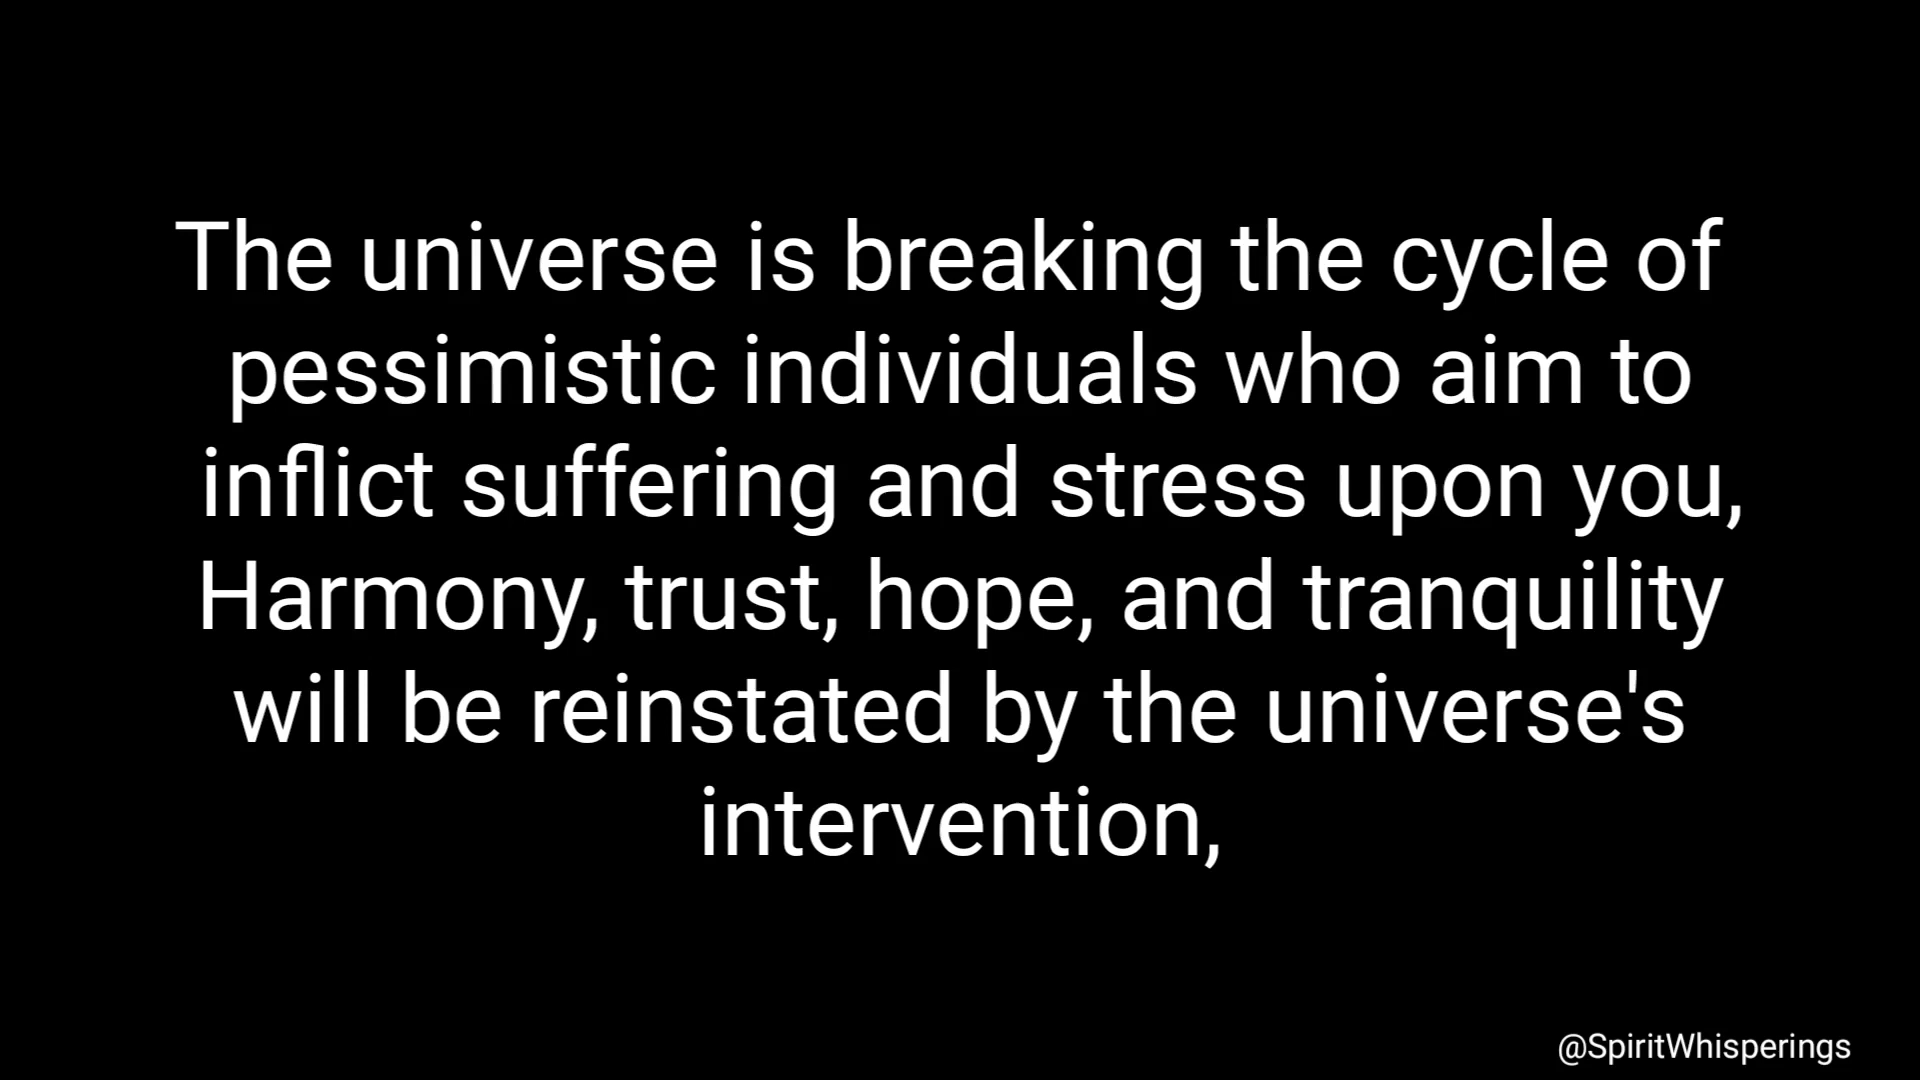 The universe is breaking the cycle of
pessimistic individuals who aim to
inflict suffering and stress upon you,
Harmony, trust, hope, and tranquility
will be reinstated by the universe's
intervention,
@SpiritWhisperings